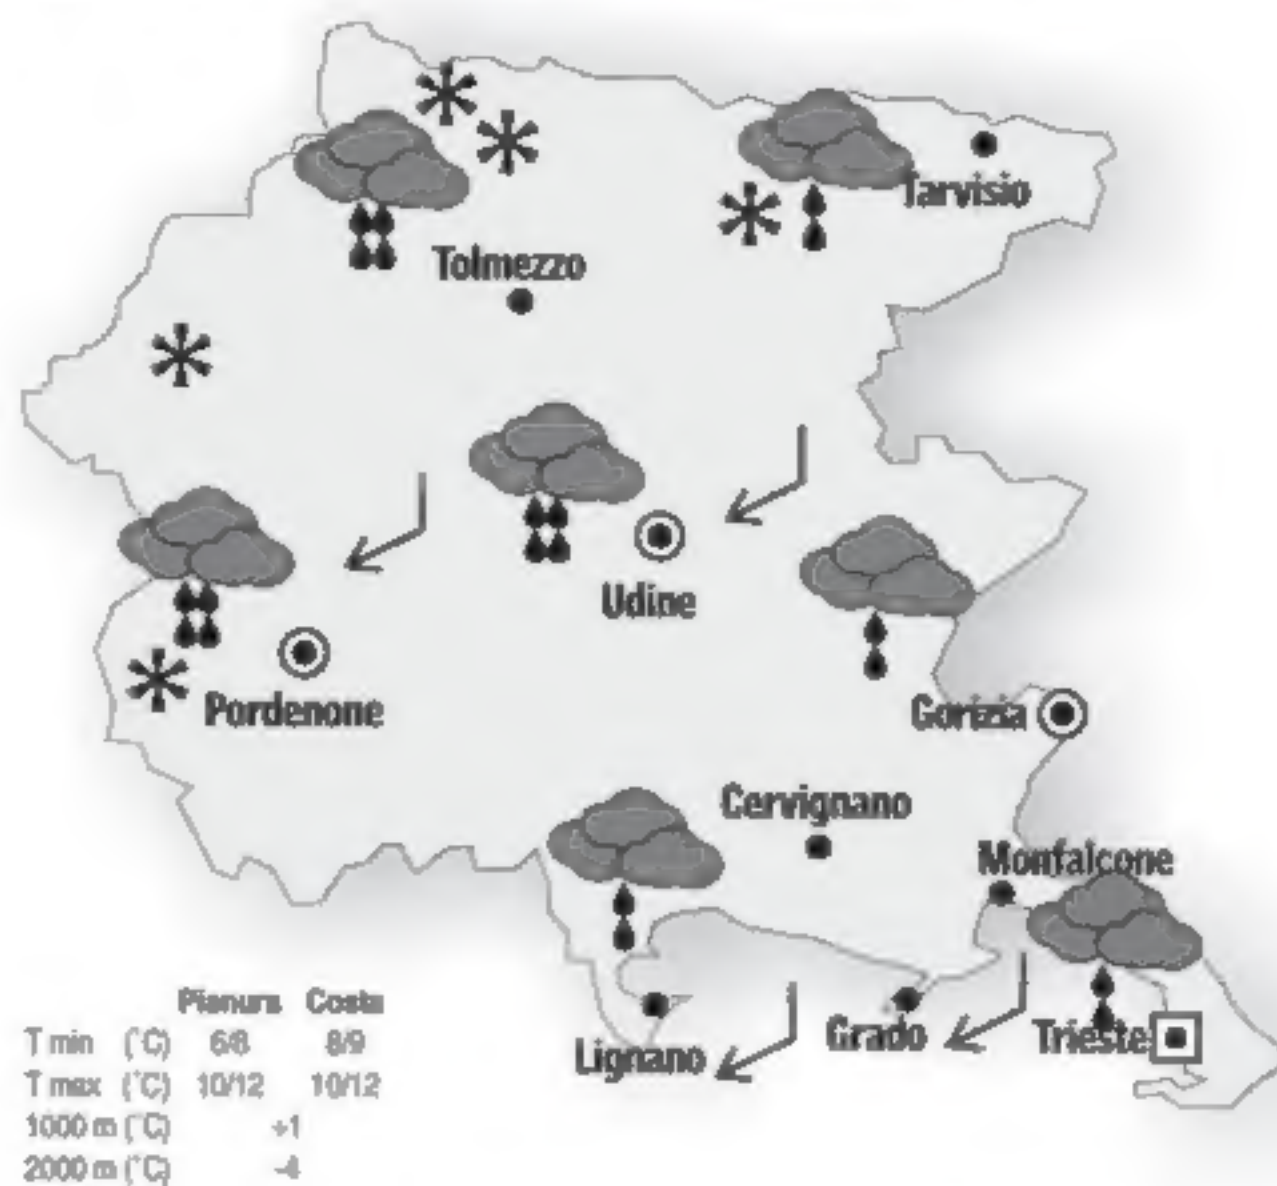 Tarvisio
Tolmezzo
Udine
Pordenone
Gorizia
Cervignano
Monfalcone
Grado
Trieste
Lignano
Pianura Costa
T min (°C) 6/8 8/9
T max (°C) 10/12 10/12
1000 m (°C) +1
2000 m (°C) -4